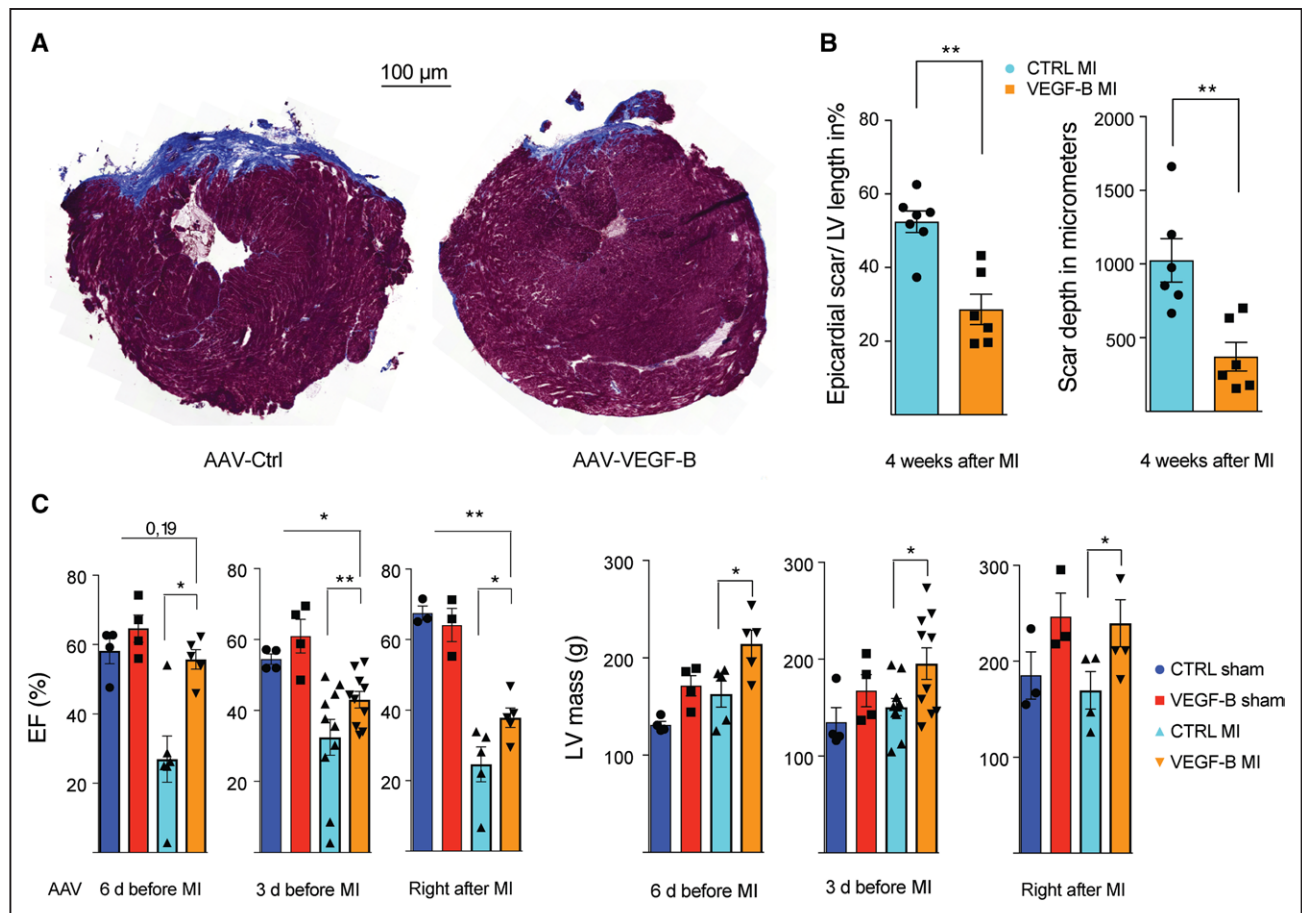 A
100 µm
AAV-Ctrl
AAV-VEGF-B
B
**
CTRL MI
VEGF-B MI
**
Epicardial scar/ LV length in%
80
60
40
20
4 weeks after MI
Scar depth in micrometers
2000
1500
1000
500
4 weeks after MI
C
EF (%)
0,19
*
80
60
40
20
*
**
80
60
40
20
**
*
80
60
40
20
AAV
6 d before MI
3 d before MI
Right after MI
LV mass (g)
*
300
200
100
*
300
200
100
*
300
200
100
6 d before MI
3 d before MI
Right after MI
CTRL sham
VEGF-B sham
CTRL MI
VEGF-B MI